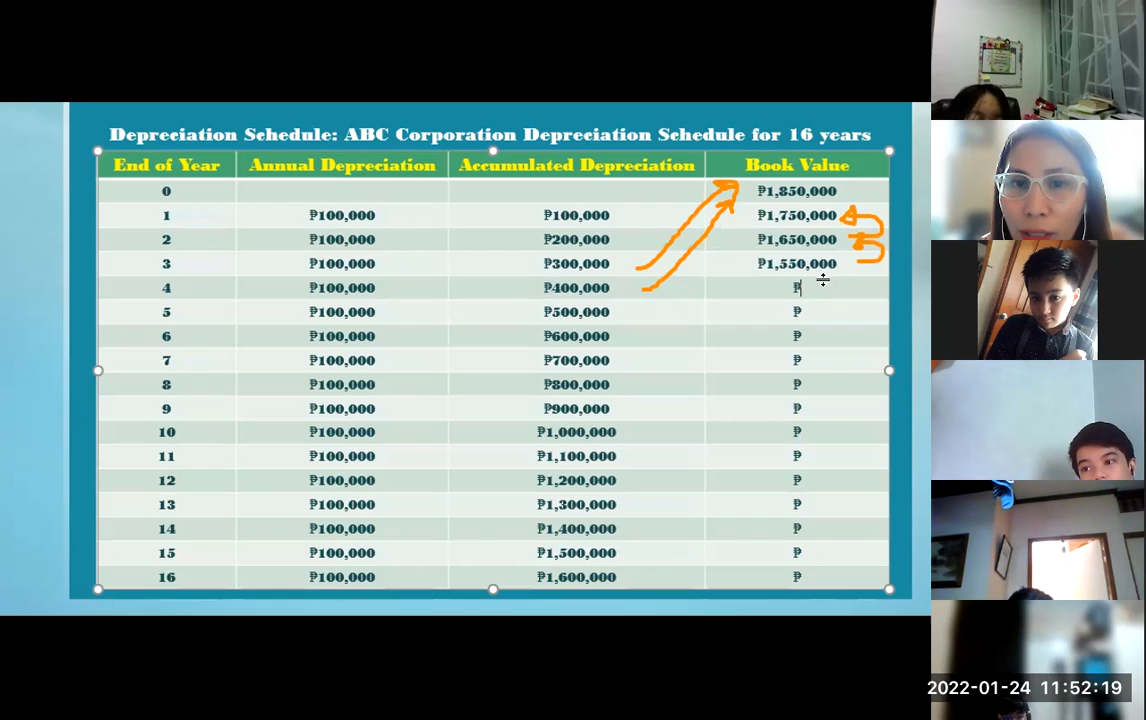 Depreciation Schedule: ABC Corporation Depreciation Schedule for 16 years
End of Year Annual Depreciation Accumulated Depreciation Book Value
0 ₱1,850,000
1 ₱100,000 ₱100,000 ₱1,750,000
2 ₱100,000 ₱200,000 ₱1,650,000
3 ₱100,000 ₱300,000 ₱1,550,000
4 ₱100,000 ₱400,000 ₱
5 ₱100,000 ₱500,000 ₱
6 ₱100,000 ₱600,000 ₱
7 ₱100,000 ₱700,000 ₱
8 ₱100,000 ₱800,000 ₱
9 ₱100,000 ₱900,000 ₱
10 ₱100,000 ₱1,000,000 ₱
11 ₱100,000 ₱1,100,000 ₱
12 ₱100,000 ₱1,200,000 ₱
13 ₱100,000 ₱1,300,000 ₱
14 ₱100,000 ₱1,400,000 ₱
15 ₱100,000 ₱1,500,000 ₱
16 ₱100,000 ₱1,600,000 ₱
2022-01-24 11:52:19